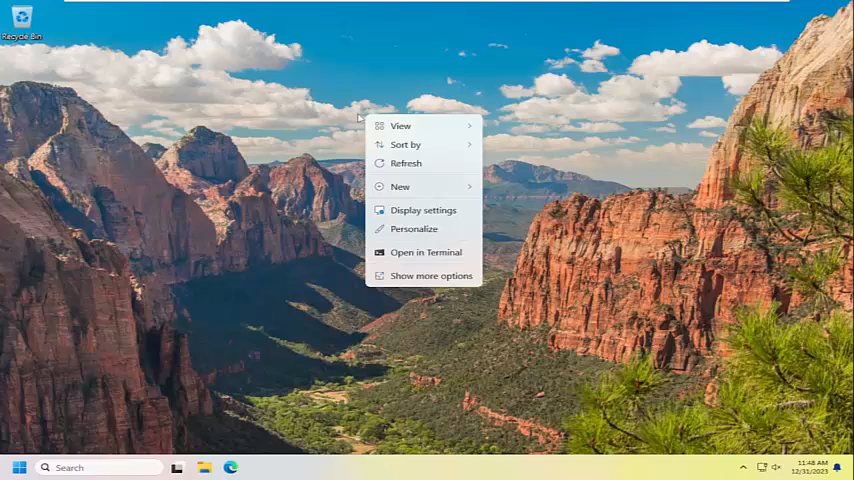 Recycle Bin
View
Sort by
Refresh
New
Display settings
Personalize
Open in Terminal
Show more options
Search
11:48 AM
12/31/2023